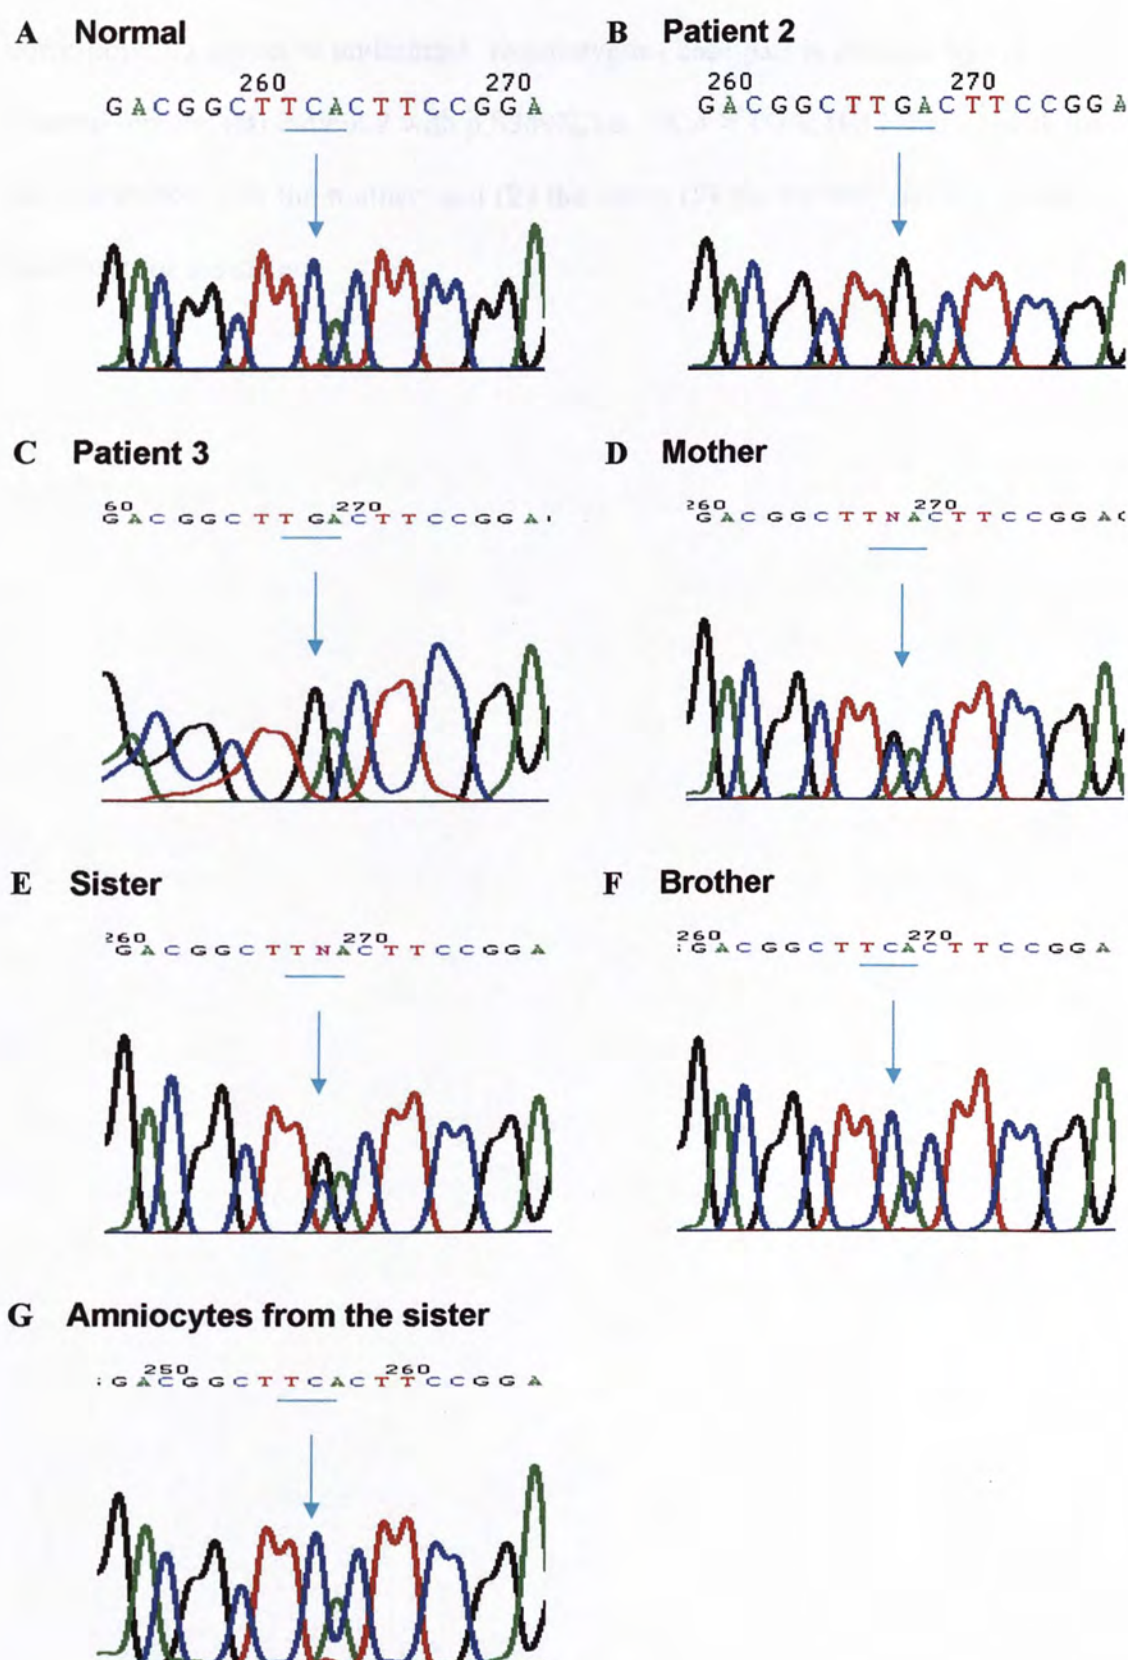 A Normal
B Patient 2
260 270
GACGGCTTCACTTCCGGA
260 270
GACGGCTTGACTTCCGGA
C Patient 3
D Mother
60 270
GACGGCTTGACTTCCGGA
260 270
GACGGCTTNACTTCCGGA
E Sister
F Brother
260 270
GACGGCTTNACTTCCGGA
260 270
GACGGCTTCACTTCCGGA
G Amniocytes from the sister
250 260
GACGGCTTCACTTCCGGA